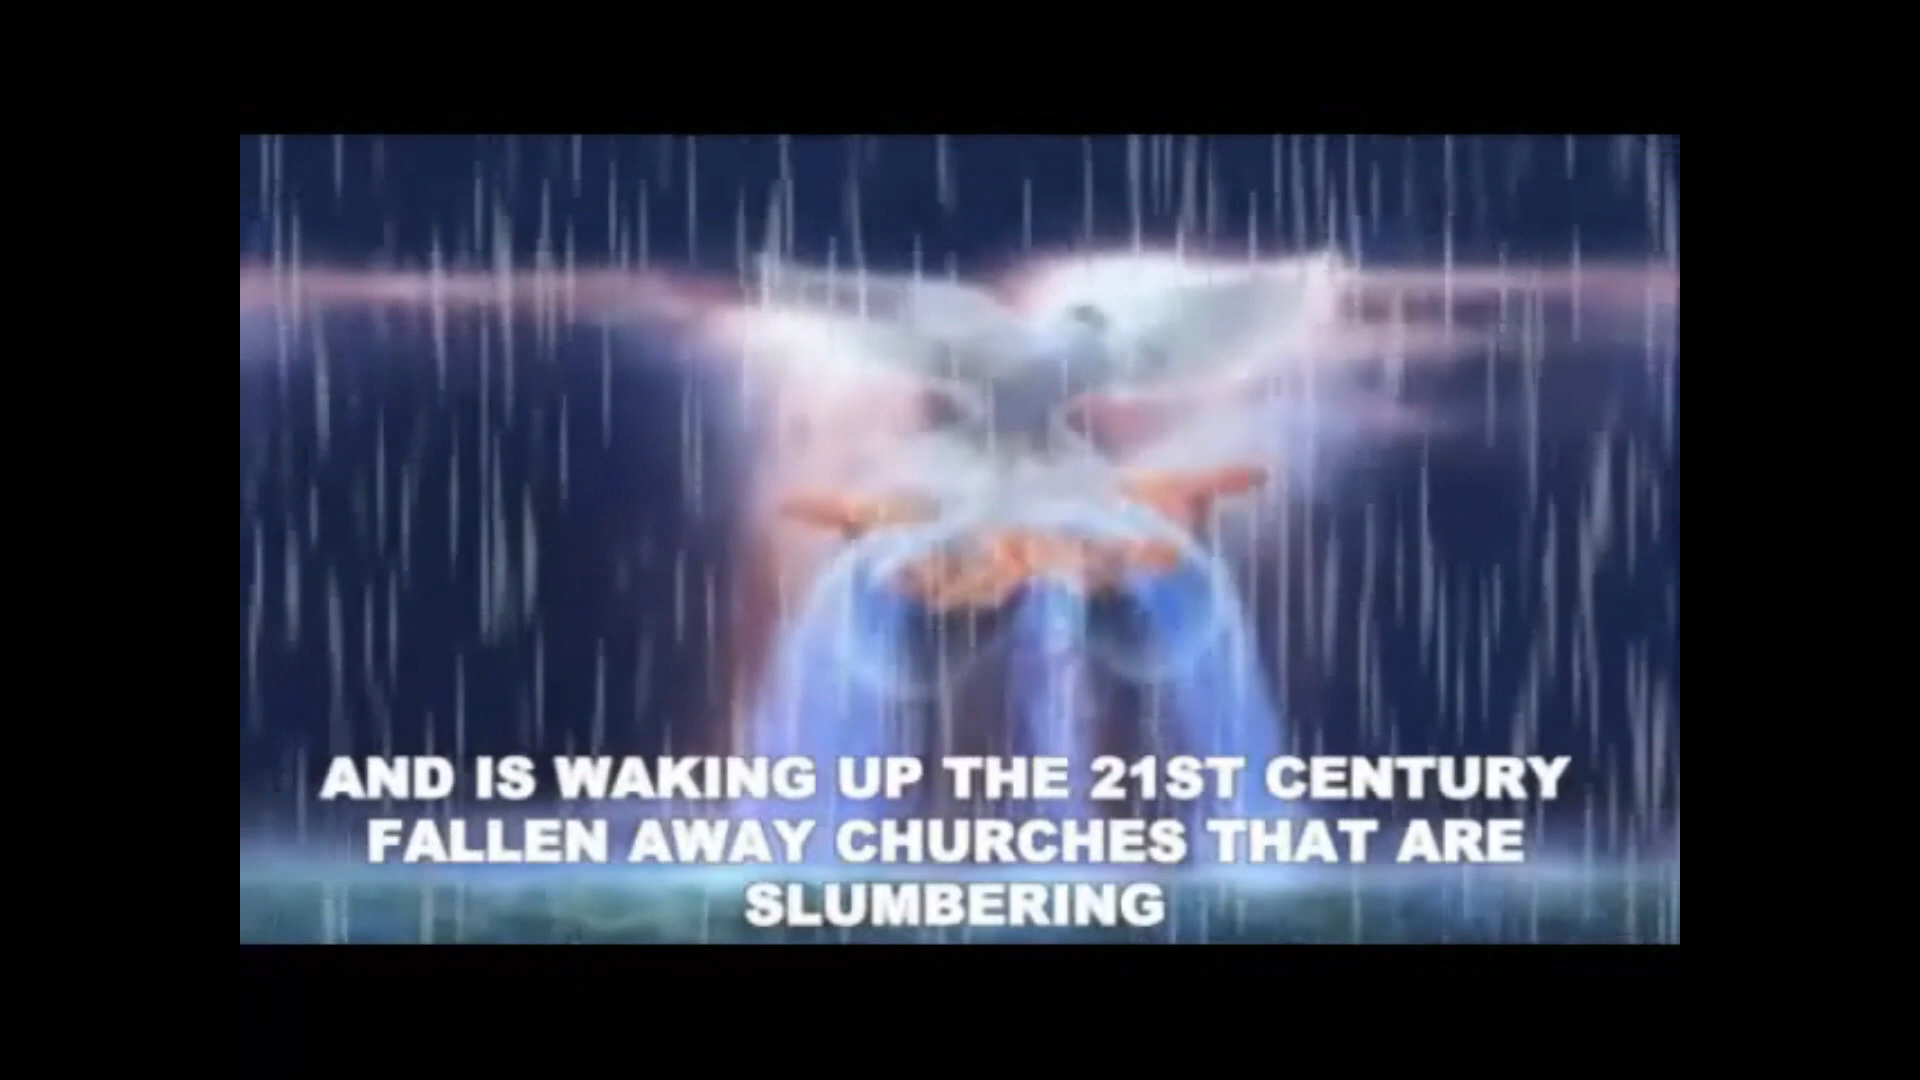 AND IS WAKING UP THE 21ST CENTURY
FALLEN AWAY CHURCHES THAT ARE
SLUMBERING